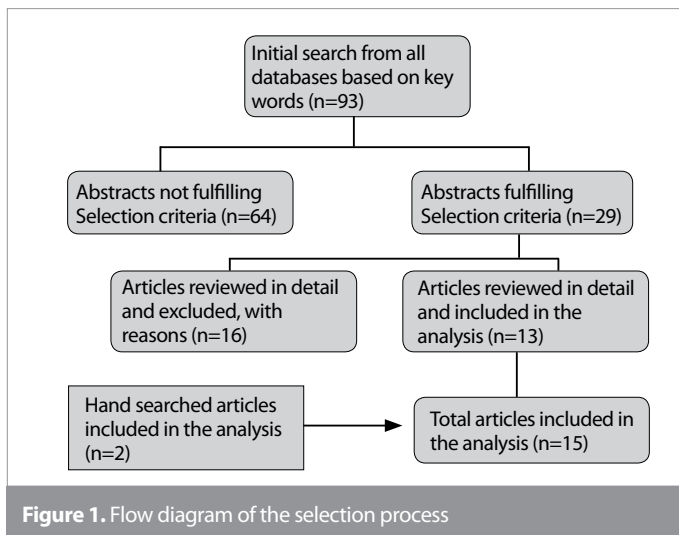 Initial search from all
databases based on key
words (n=93)
Abstracts not fulfilling
Selection criteria (n=64)
Abstracts fulfilling
Selection criteria (n=29)
Articles reviewed in detail
and excluded, with
reasons (n=16)
Articles reviewed in detail
and included in the
analysis (n=13)
Hand searched articles
included in the analysis
(n=2)
Total articles included in
the analysis (n=15)
Figure 1. Flow diagram of the selection process